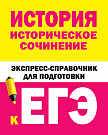 ИСТОРИЯ
ИСТОРИЧЕСКОЕ
СОЧИНЕНИЕ
ЭКСПРЕСС-СПРАВОЧНИК
ДЛЯ ПОДГОТОВКИ
к ЕГЭ